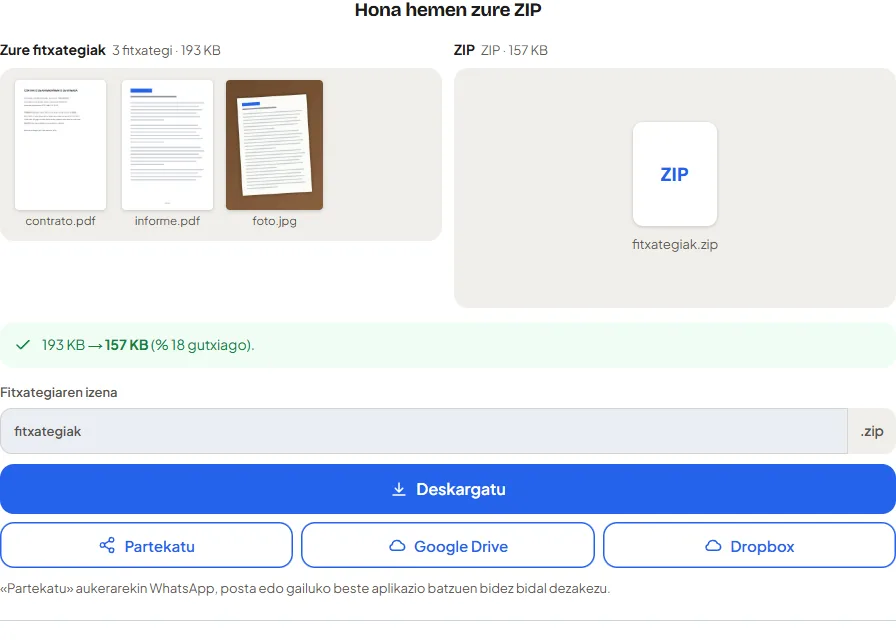 Hona hemen zure ZIP
Zure fitxategiak 3 fitxategi · 193 KB
contrato.pdf
informe.pdf
foto.jpg
ZIP ZIP · 157 KB
ZIP
fitxategiak.zip
193 KB → 157 KB (% 18 gutxiago).
Fitxategiaren izena
fitxategiak
.zip
Deskargatu
Partekatu
Google Drive
Dropbox
«Partekatu» aukerarekin WhatsApp, posta edo gailuko beste aplikazio batzuen bidez bidal dezakezu.